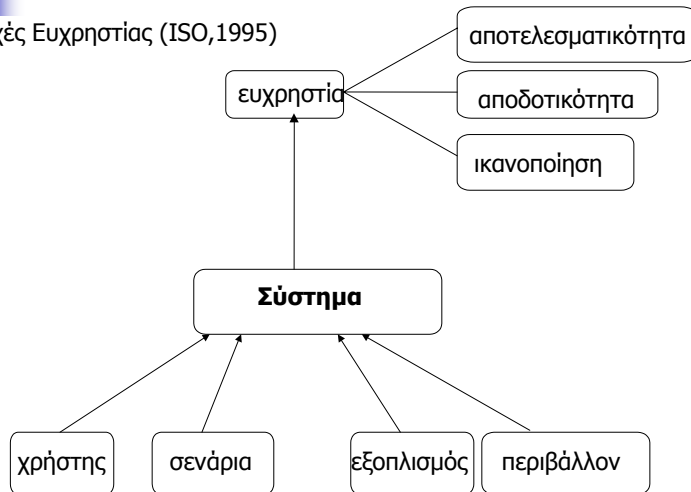 χές Ευχρηστίας (ISO,1995)
αποτελεσματικότητα
ευχρηστία
αποδοτικότητα
ικανοποίηση
Σύστημα
χρήστης
σενάρια
εξοπλισμός
περιβάλλον